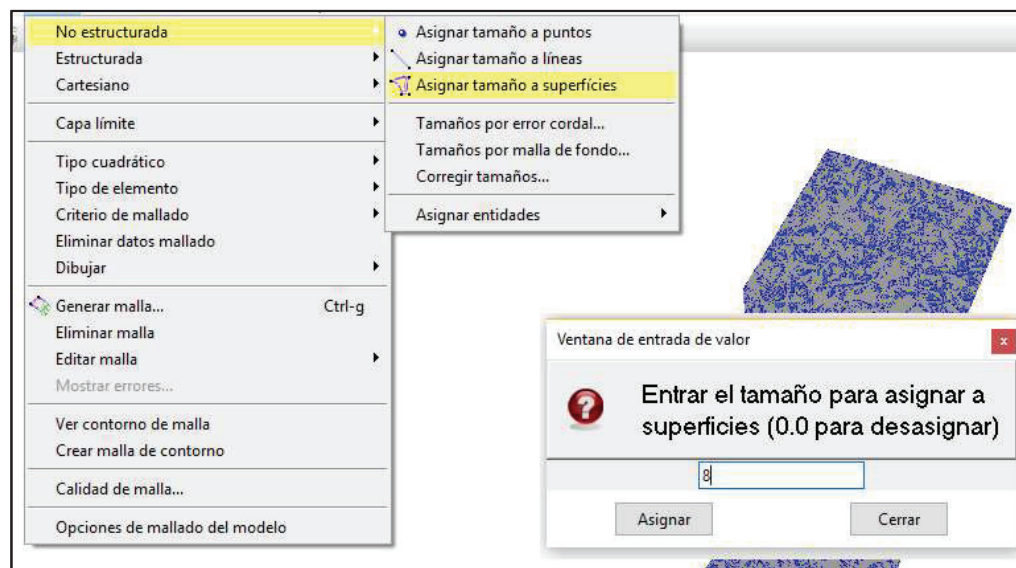 No estructurada
Estructurada
Cartesiano
Capa límite
Tipo cuadrático
Tipo de elemento
Criterio de mallado
Eliminar datos mallado
Dibujar
Generar malla... Ctrl-g
Eliminar malla
Editar malla
Mostrar errores...
Ver contorno de malla
Crear malla de contorno
Calidad de malla...
Opciones de mallado del modelo
Asignar tamaño a puntos
Asignar tamaño a líneas
Asignar tamaño a superfícies
Tamaños por error cordal...
Tamaños por malla de fondo...
Corregir tamaños...
Asignar entidades
Ventana de entrada de valor
x
Entrar el tamaño para asignar a
superficies (0.0 para desasignar)
8
Asignar Cerrar